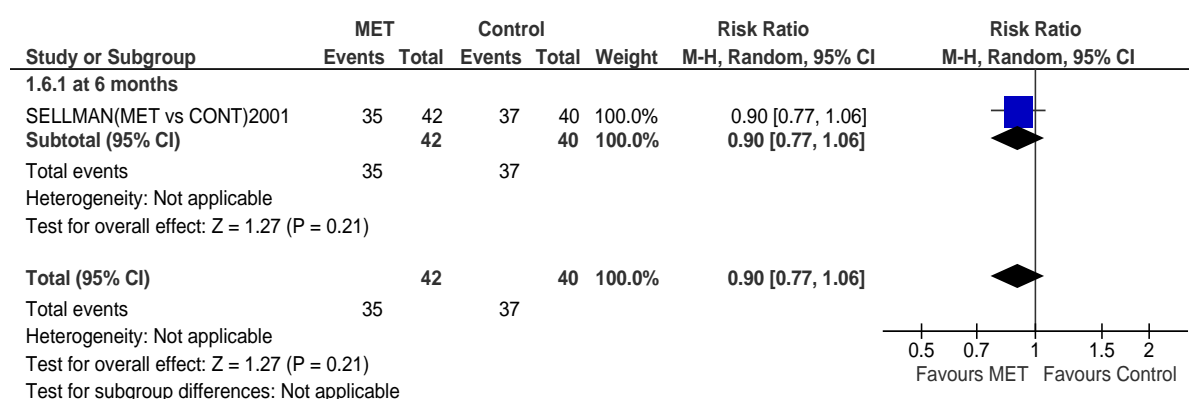 MET Control Risk Ratio Risk Ratio
Study or Subgroup Events Total Events Total Weight M-H, Random, 95% CI M-H, Random, 95% CI
1.6.1 at 6 months
SELLMAN(MET vs CONT)2001 35 42 37 40 100.0% 0.90 [0.77, 1.06]
Subtotal (95% CI) 42 40 100.0% 0.90 [0.77, 1.06]
Total events 35 37
Heterogeneity: Not applicable
Test for overall effect: Z = 1.27 (P = 0.21)
Total (95% CI) 42 40 100.0% 0.90 [0.77, 1.06]
Total events 35 37
Heterogeneity: Not applicable
Test for overall effect: Z = 1.27 (P = 0.21)
Test for subgroup differences: Not applicable
0.5 0.7 1 1.5 2
Favours MET Favours Control